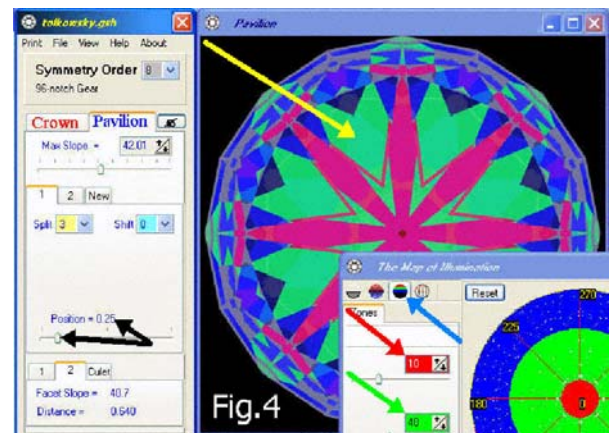 tolkowsky.gsh
Print File View Help About
Symmetry Order 8
96-notch Gear
Crown Pavilion
Max Slope = 42.01
1 2 New
Split 3 Shift 0
Position = 0.25
1 2 Culet
Facet Slope = 40.7
Distance = 0.640
Pavilion
Fig.4
The Map of Illumination
Zones
Reset
10
40
270
225
180
0